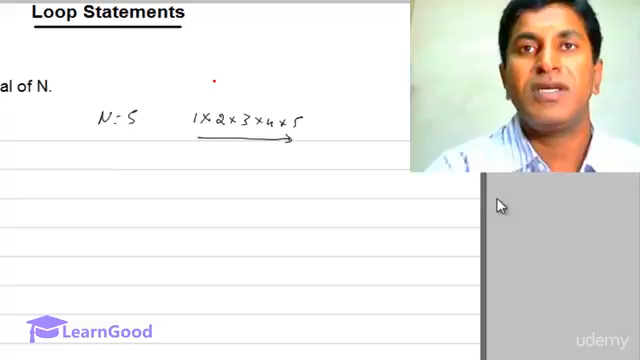 Loop Statements
al of N.
N = 5 1 × 2 × 3 × 4 × 5
LearnGood
udemy